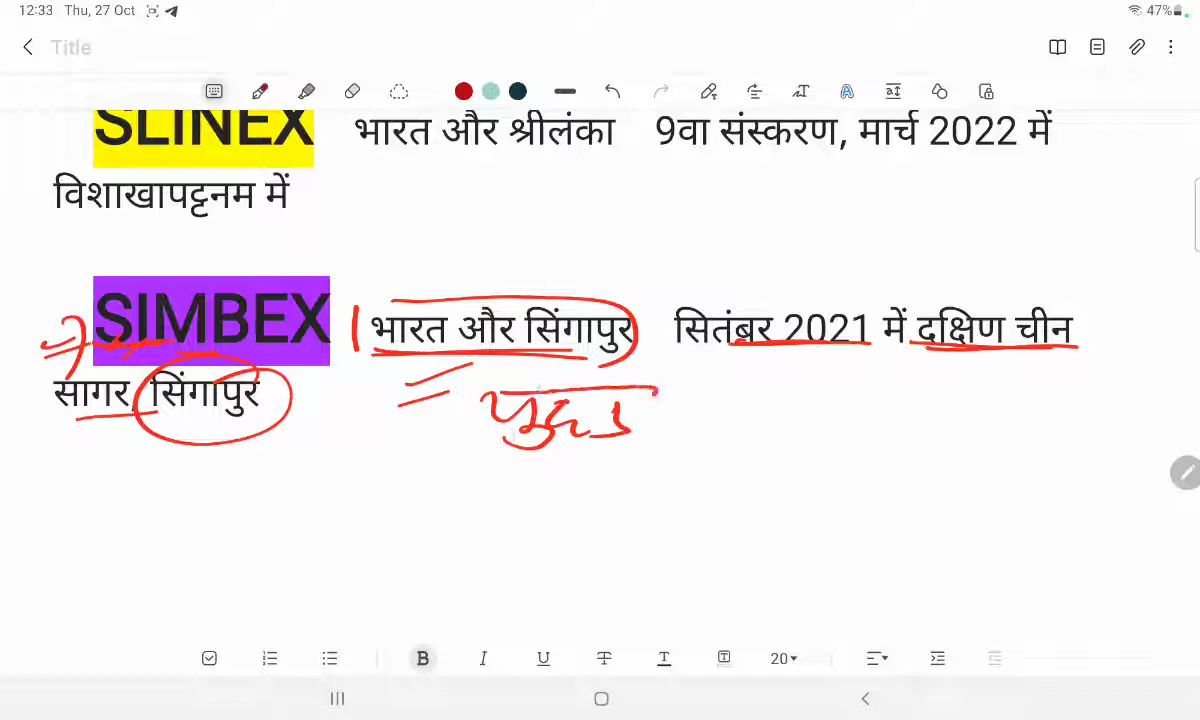 12:33 Thu, 27 Oct 47%
Title
SLINEX भारत और श्रीलंका 9वा संस्करण, मार्च 2022 में
विशाखापट्टनम में
SIMBEX भारत और सिंगापुर सितंबर 2021 में दक्षिण चीन
सागर, सिंगापुर
B I U T T T 20